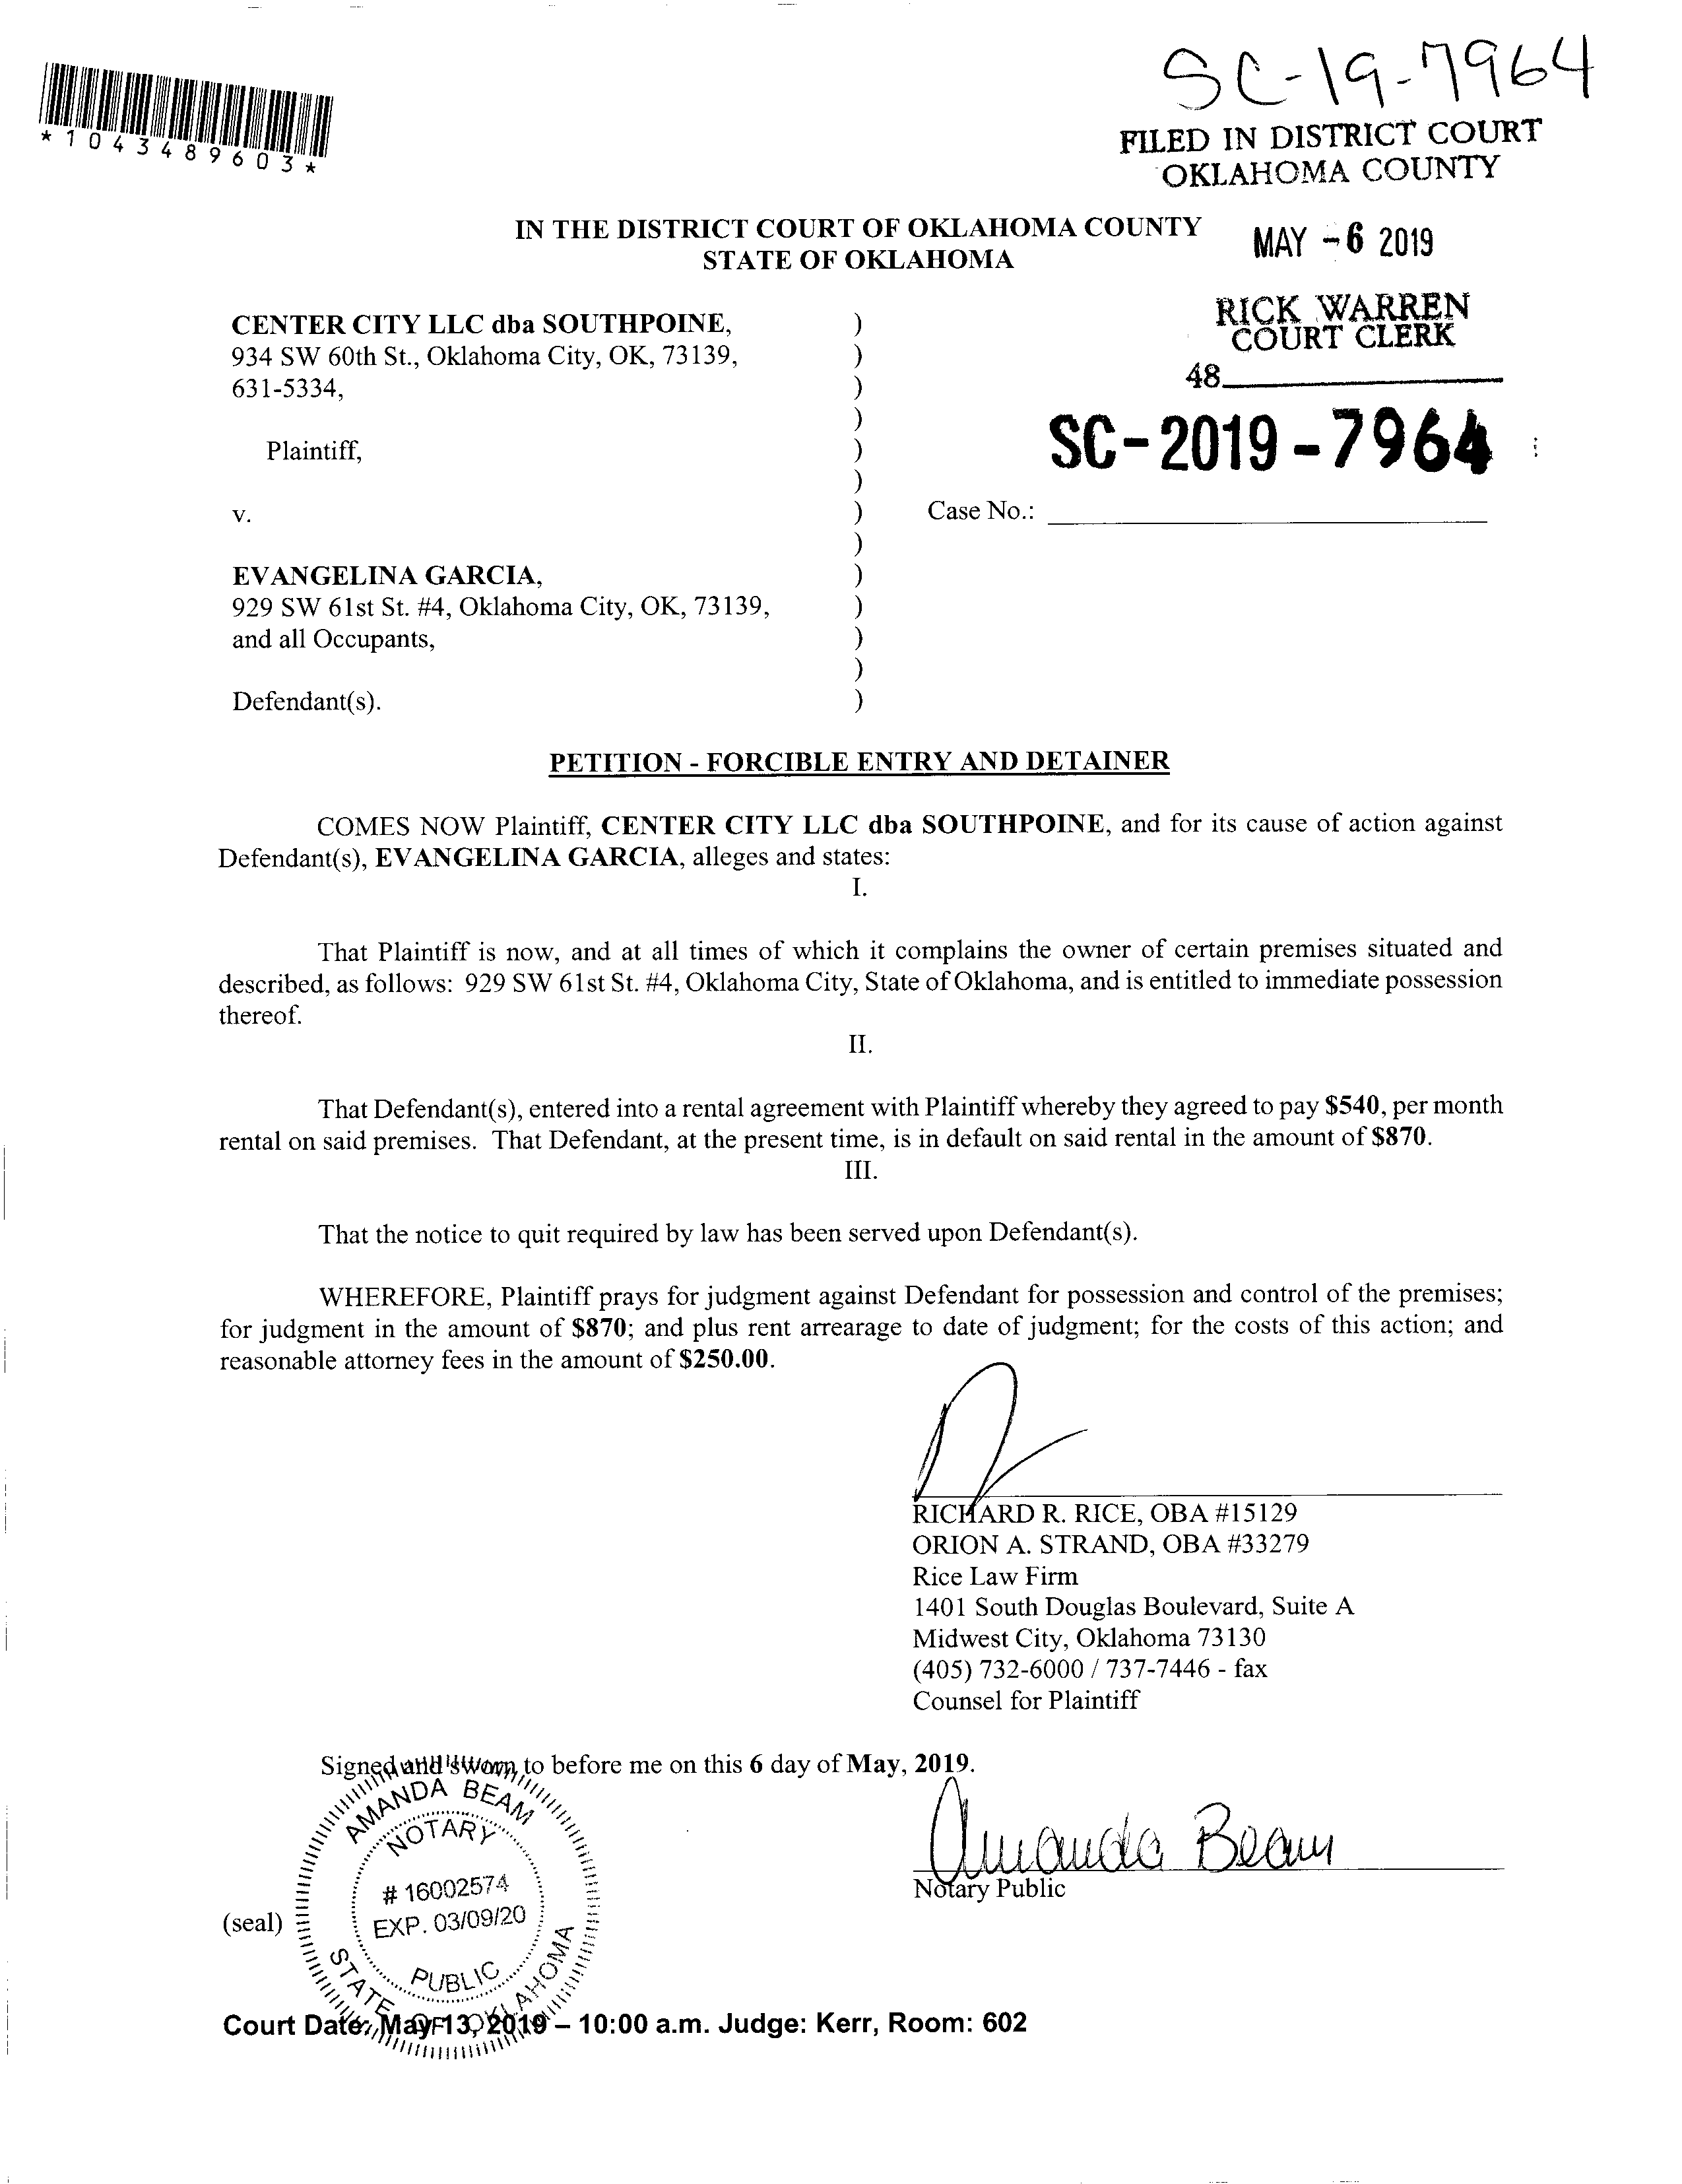 SC-19-7964
*1043489603*
FILED IN DISTRICT COURT
OKLAHOMA COUNTY
MAY -6 2019
RICK WARREN
COURT CLERK
48
SC-2019-7964
IN THE DISTRICT COURT OF OKLAHOMA COUNTY
STATE OF OKLAHOMA
CENTER CITY LLC dba SOUTHPOINE, )
934 SW 60th St., Oklahoma City, OK, 73139, )
631-5334, )
)
Plaintiff, )
)
v. ) Case No.:
)
EVANGELINA GARCIA, )
929 SW 61st St. #4, Oklahoma City, OK, 73139, )
and all Occupants, )
)
Defendant(s). )
PETITION - FORCIBLE ENTRY AND DETAINER
COMES NOW Plaintiff, CENTER CITY LLC dba SOUTHPOINE, and for its cause of action against
Defendant(s), EVANGELINA GARCIA, alleges and states:
I.
That Plaintiff is now, and at all times of which it complains the owner of certain premises situated and
described, as follows: 929 SW 61st St. #4, Oklahoma City, State of Oklahoma, and is entitled to immediate possession
thereof.
II.
That Defendant(s), entered into a rental agreement with Plaintiff whereby they agreed to pay $540, per month
rental on said premises. That Defendant, at the present time, is in default on said rental in the amount of $870.
III.
That the notice to quit required by law has been served upon Defendant(s).
WHEREFORE, Plaintiff prays for judgment against Defendant for possession and control of the premises;
for judgment in the amount of $870; and plus rent arrearage to date of judgment; for the costs of this action; and
reasonable attorney fees in the amount of $250.00.
RICHARD R. RICE, OBA #15129
ORION A. STRAND, OBA #33279
Rice Law Firm
1401 South Douglas Boulevard, Suite A
Midwest City, Oklahoma 73130
(405) 732-6000 / 737-7446 - fax
Counsel for Plaintiff
Signed and sworn to before me on this 6 day of May, 2019.
Amanda Beam
Notary Public
(seal)
AMANDA BEAM
NOTARY
# 16002574
EXP. 03/09/20
PUBLIC
STATE OF OKLAHOMA
Court Date: May 13, 2019 – 10:00 a.m. Judge: Kerr, Room: 602